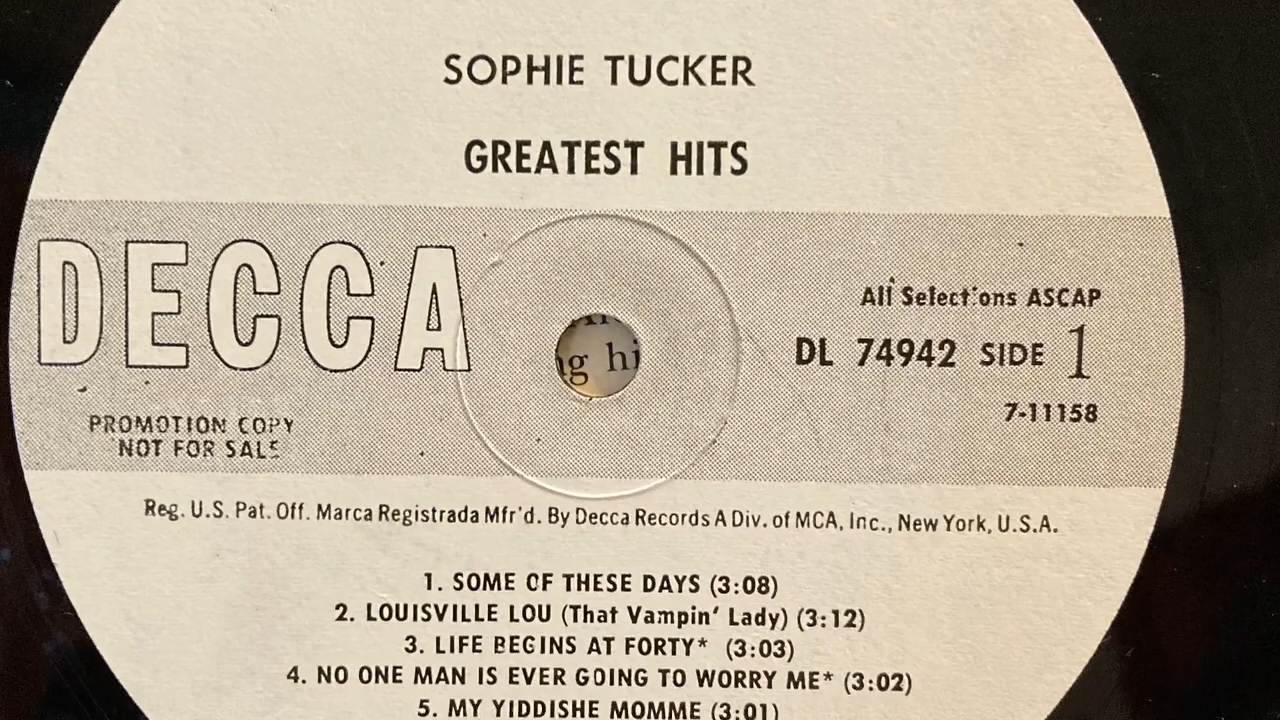 SOPHIE TUCKER
GREATEST HITS
DECCA
All Selections ASCAP
DL 74942 SIDE 1
7-11158
PROMOTION COPY
NOT FOR SALE
Reg. U.S. Pat. Off. Marca Registrada Mfr'd. By Decca Records A Div. of MCA, Inc., New York, U.S.A.
1. SOME OF THESE DAYS (3:08)
2. LOUISVILLE LOU (That Vampin' Lady) (3:12)
3. LIFE BEGINS AT FORTY* (3:03)
4. NO ONE MAN IS EVER GOING TO WORRY ME* (3:02)
5. MY YIDDISHE MOMME (3:01)